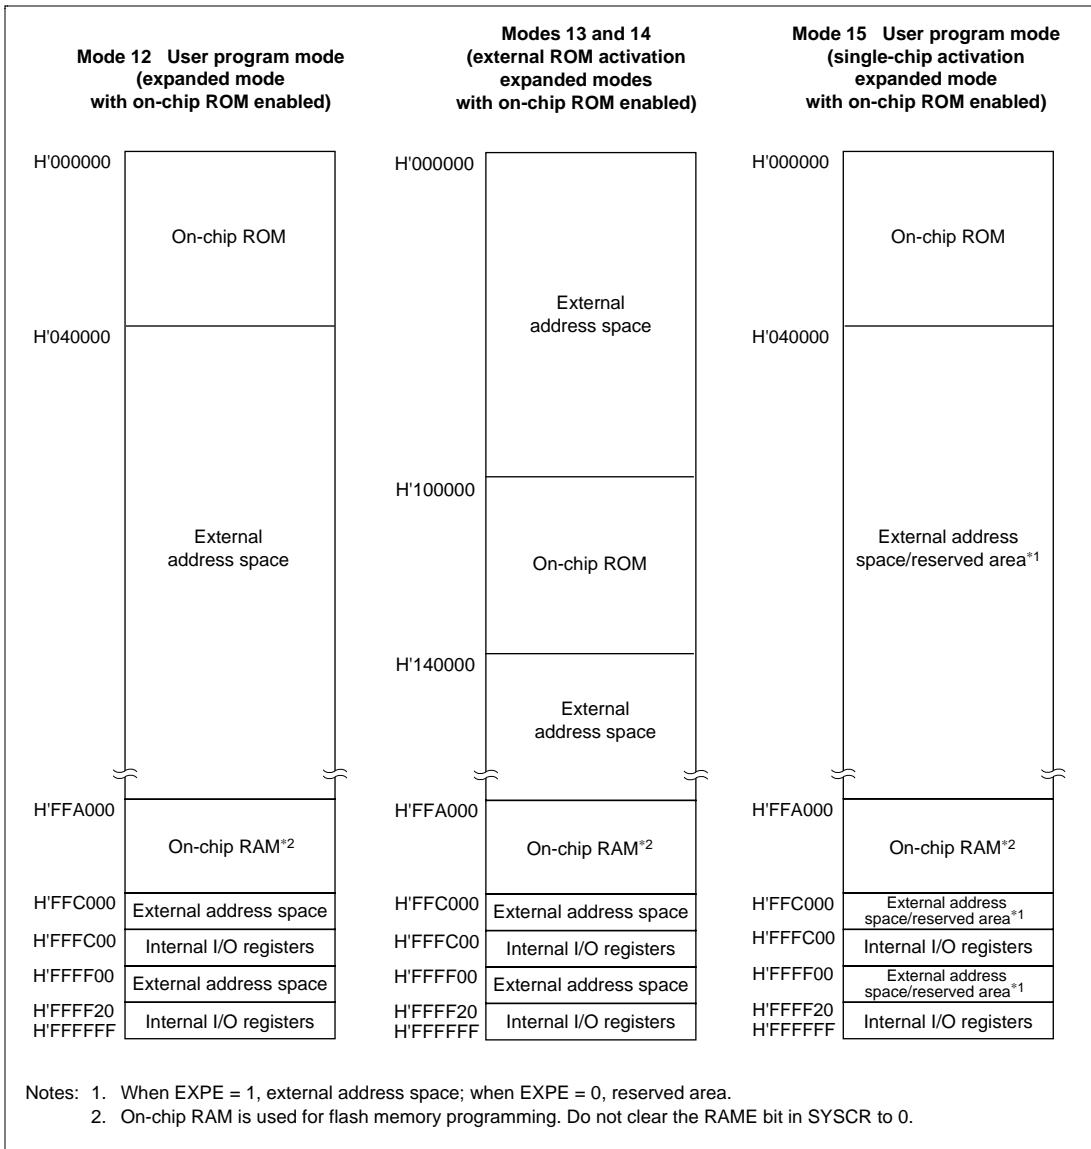 Mode 12 User program mode
(expanded mode
with on-chip ROM enabled)
H'000000
On-chip ROM
H'040000
External
address space
H'FFA000
On-chip RAM*2
H'FFC000
External address space
H'FFFC00
Internal I/O registers
H'FFFF00
External address space
H'FFFF20
Internal I/O registers
H'FFFFFF
Modes 13 and 14
(external ROM activation
expanded modes
with on-chip ROM enabled)
H'000000
External
address space
H'100000
On-chip ROM
H'140000
External
address space
H'FFA000
On-chip RAM*2
H'FFC000
External address space
H'FFFC00
Internal I/O registers
H'FFFF00
External address space
H'FFFF20
Internal I/O registers
H'FFFFFF
Mode 15 User program mode
(single-chip activation
expanded mode
with on-chip ROM enabled)
H'000000
On-chip ROM
H'040000
External address
space/reserved area*1
H'FFA000
On-chip RAM*2
H'FFC000
External address
space/reserved area*1
H'FFFC00
Internal I/O registers
H'FFFF00
External address
space/reserved area*1
H'FFFF20
Internal I/O registers
H'FFFFFF
Notes: 1. When EXPE = 1, external address space; when EXPE = 0, reserved area.
2. On-chip RAM is used for flash memory programming. Do not clear the RAME bit in SYSCR to 0.